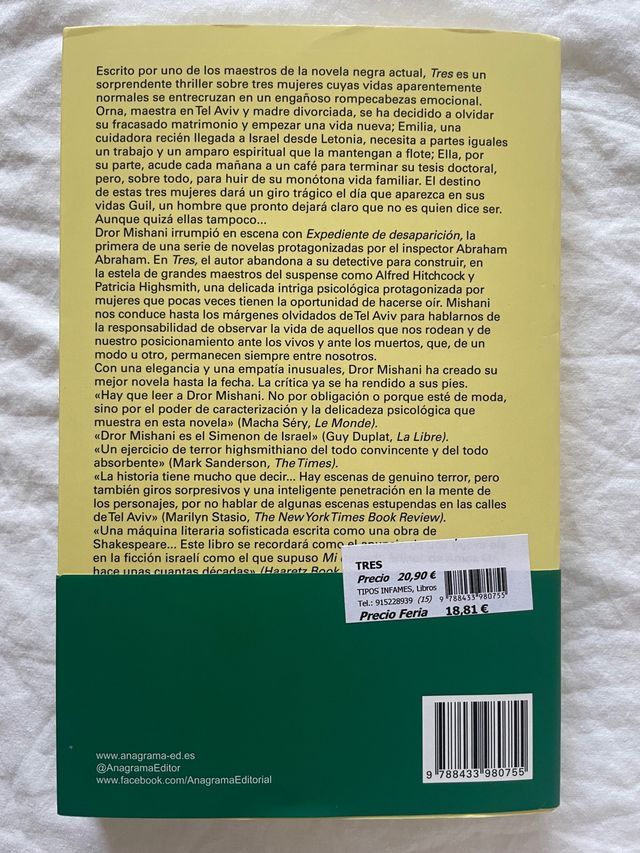 Escrito por uno de los maestros de la novela negra actual, Tres es un
sorprendente thriller sobre tres mujeres cuyas vidas aparentemente
normales se entrecruzan en un engañoso rompecabezas emocional.
Orna, maestra en Tel Aviv y madre divorciada, se ha decidido a olvidar
su fracasado matrimonio y empezar una vida nueva; Emilia, una
cuidadora recién llegada a Israel desde Letonia, necesita a partes iguales
un trabajo y un amparo espiritual que la mantengan a flote; Ella, por
su parte, acude cada mañana a un café para terminar su tesis doctoral,
pero, sobre todo, para huir de su monótona vida familiar. El destino
de estas tres mujeres dará un giro trágico el día que aparezca en sus
vidas Guil, un hombre que pronto dejará claro que no es quien dice ser.
Aunque quizá ellas tampoco...
Dror Mishani irrumpió en escena con Expediente de desaparición, la
primera de una serie de novelas protagonizadas por el inspector Abraham
Abraham. En Tres, el autor abandona a su detective para construir, en
la estela de grandes maestros del suspense como Alfred Hitchcock y
Patricia Highsmith, una delicada intriga psicológica protagonizada por
mujeres que pocas veces tienen la oportunidad de hacerse oír. Mishani
nos conduce hasta los márgenes olvidados de Tel Aviv para hablarnos de
la responsabilidad de observar la vida de aquellos que nos rodean y de
nuestro posicionamiento ante los vivos y ante los muertos, que, de un
modo u otro, permanecen siempre entre nosotros.
Con una elegancia y una empatía inusuales, Dror Mishani ha creado su
mejor novela hasta la fecha. La crítica ya se ha rendido a sus pies.
«Hay que leer a Dror Mishani. No por obligación o porque esté de moda,
sino por el poder de caracterización y la delicadeza psicológica que
muestra en esta novela» (Macha Séry, Le Monde).
«Dror Mishani es el Simenon de Israel» (Guy Duplat, La Libre).
«Un ejercicio de terror highsmithiano del todo convincente y del todo
absorbente» (Mark Sanderson, The Times).
«La historia tiene mucho que decir... Hay escenas de genuino terror, pero
también giros sorpresivos y una inteligente penetración en la mente de
los personajes, por no hablar de algunas escenas estupendas en las calles
de Tel Aviv» (Marilyn Stasio, The New York Times Book Review).
«Una máquina literaria sofisticada escrita como una obra de
Shakespeare... Este libro se recordará como el
en la ficción israelí como el que supuso Mi
hace unas cuantas décadas» (Haaretz Book
TRES
Precio 20,90 €
TIPOS INFAMES, Libros
Tel.: 915228939 (15) 9 788433 980755
Precio Feria 18,81 €
www.anagrama-ed.es
@AnagramaEditor
www.facebook.com/AnagramaEditorial
9 788433 980755